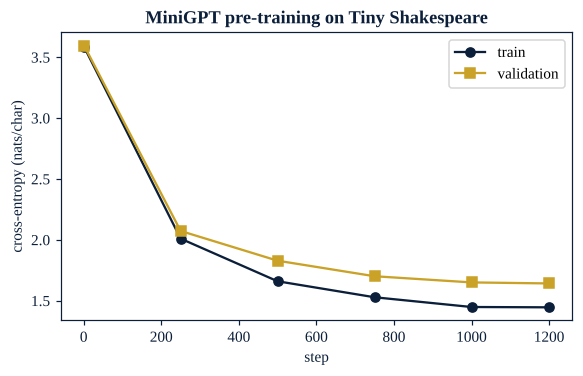 MiniGPT pre-training on Tiny Shakespeare
train
validation
cross-entropy (nats/char)
3.5
3.0
2.5
2.0
1.5
0 200 400 600 800 1000 1200
step